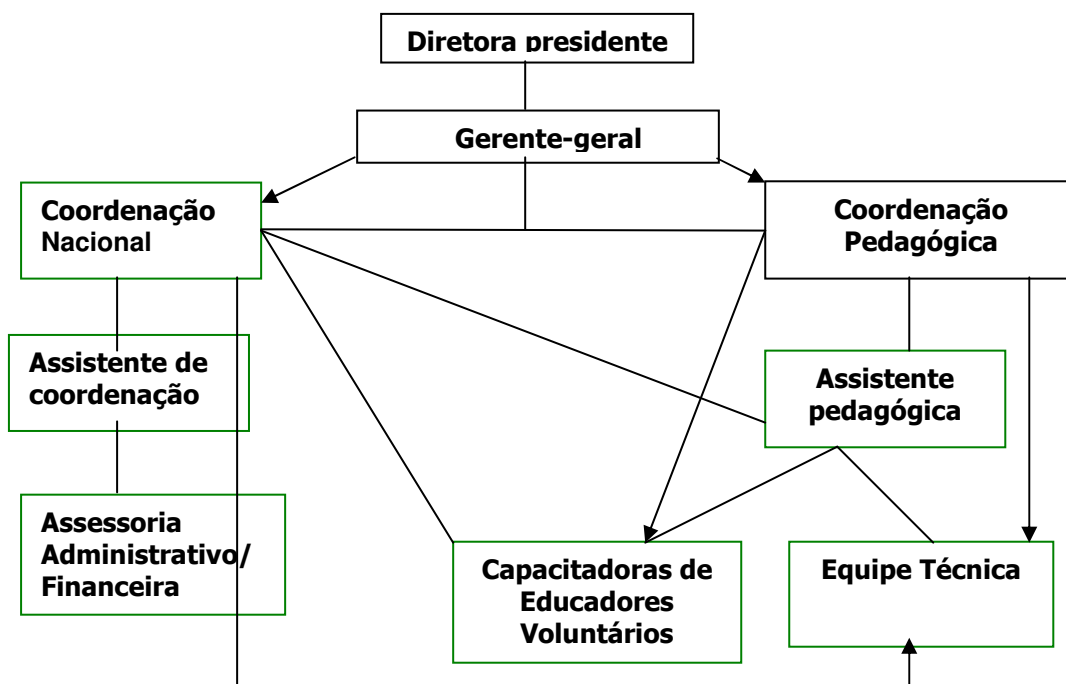 Diretora presidente
Gerente-geral
Coordenação
Nacional
Coordenação
Pedagógica
Assistente de
coordenação
Assistente
pedagógica
Assessoria
Administrativo/
Financeira
Capacitadoras de
Educadores
Voluntários
Equipe Técnica